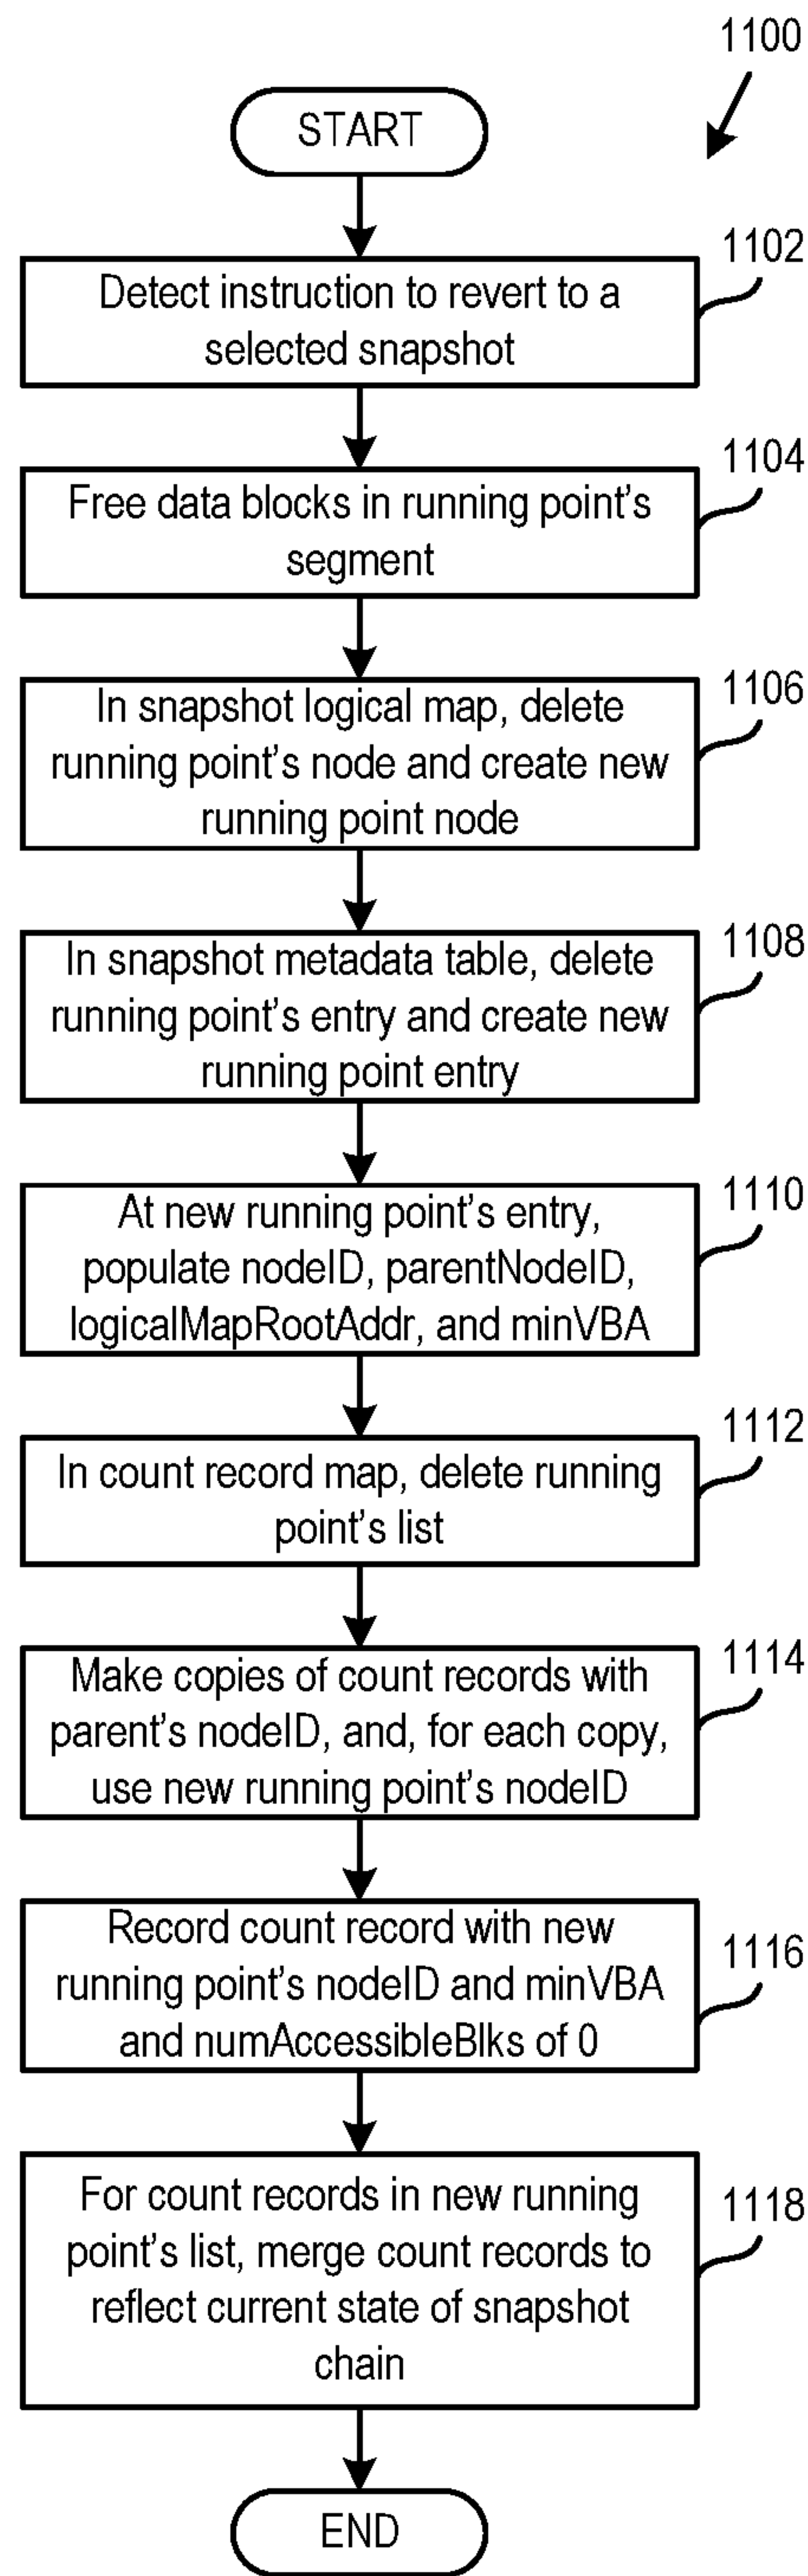 1100
START
1102
Detect instruction to revert to a
selected snapshot
1104
Free data blocks in running point's
segment
1106
In snapshot logical map, delete
running point's node and create new
running point node
1108
In snapshot metadata table, delete
running point's entry and create new
running point entry
1110
At new running point's entry,
populate nodeID, parentNodeID,
logicalMapRootAddr, and minVBA
1112
In count record map, delete running
point's list
1114
Make copies of count records with
parent's nodeID, and, for each copy,
use new running point's nodeID
1116
Record count record with new
running point's nodeID and minVBA
and numAccessibleBlks of 0
1118
For count records in new running
point's list, merge count records to
reflect current state of snapshot
chain
END